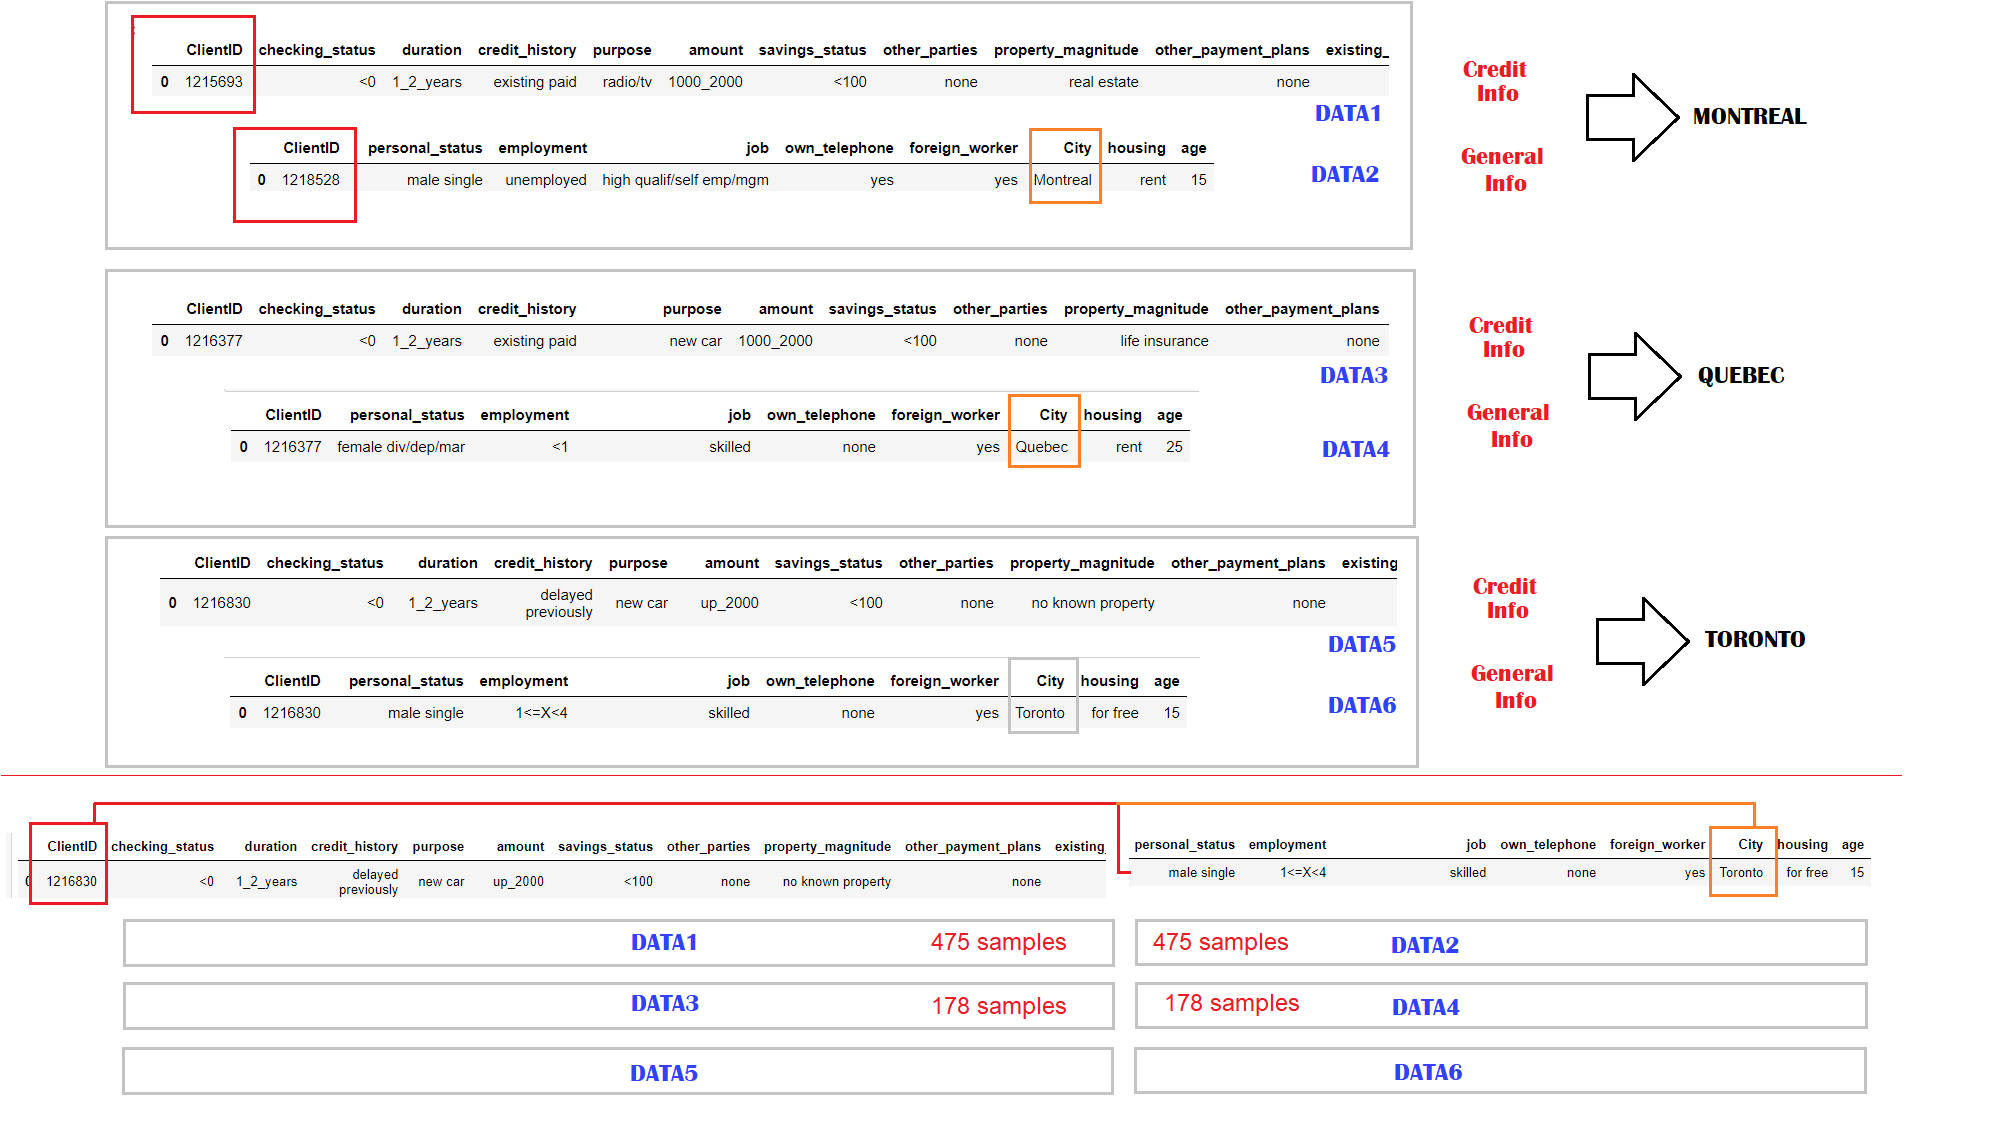 ClientID checking_status duration credit_history purpose amount savings_status other_parties property_magnitude other_payment_plans existing_
0 1215693 <0 1_2_years existing paid radio/tv 1000_2000 <100 none real estate none
DATA1
ClientID personal_status employment job own_telephone foreign_worker City housing age
0 1218528 male single unemployed high qualif/self emp/mgm yes yes Montreal rent 15
DATA2
Credit
Info
General
Info
MONTREAL
ClientID checking_status duration credit_history purpose amount savings_status other_parties property_magnitude other_payment_plans
0 1216377 <0 1_2_years existing paid new car 1000_2000 <100 none life insurance none
DATA3
ClientID personal_status employment job own_telephone foreign_worker City housing age
0 1216377 female div/dep/mar <1 skilled none yes Quebec rent 25
DATA4
Credit
Info
General
Info
QUEBEC
ClientID checking_status duration credit_history purpose amount savings_status other_parties property_magnitude other_payment_plans existing
0 1216830 <0 1_2_years delayed previously new car up_2000 <100 none no known property none
DATA5
ClientID personal_status employment job own_telephone foreign_worker City housing age
0 1216830 male single 1<=X<4 skilled none yes Toronto for free 15
DATA6
Credit
Info
General
Info
TORONTO
ClientID checking_status duration credit_history purpose amount savings_status other_parties property_magnitude other_payment_plans existing_
0 1216830 <0 1_2_years delayed previously new car up_2000 <100 none no known property none
personal_status employment job own_telephone foreign_worker City housing age
male single 1<=X<4 skilled none yes Toronto for free 15
DATA1 475 samples
475 samples DATA2
DATA3 178 samples
178 samples DATA4
DATA5
DATA6